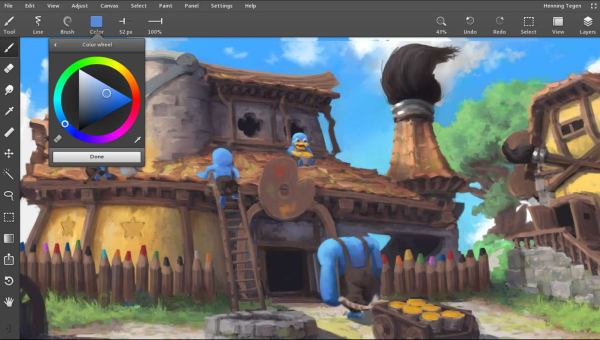 File Edit View Adjust Canvas Select Paint Panel Settings Help Henning Tegen
Tool Line Brush Color 52 px 100% 43% Undo Redo Select View Layers
Color wheel
Done